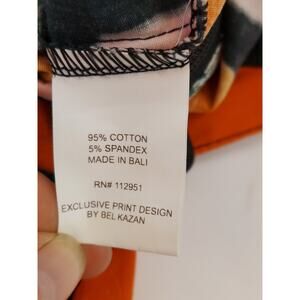 95% COTTON
5% SPANDEX
MADE IN BALI
RN# 112951
EXCLUSIVE PRINT DESIGN
BY BEL KAZAN